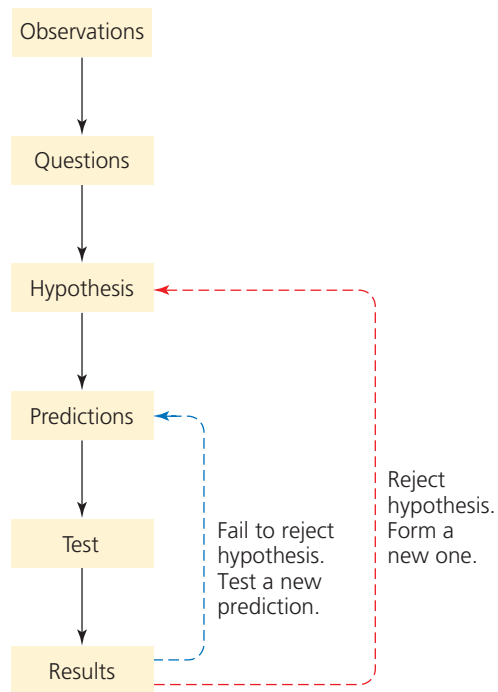 Observations
Questions
Hypothesis
Predictions
Test
Results
Fail to reject
hypothesis.
Test a new
prediction.
Reject
hypothesis.
Form a
new one.